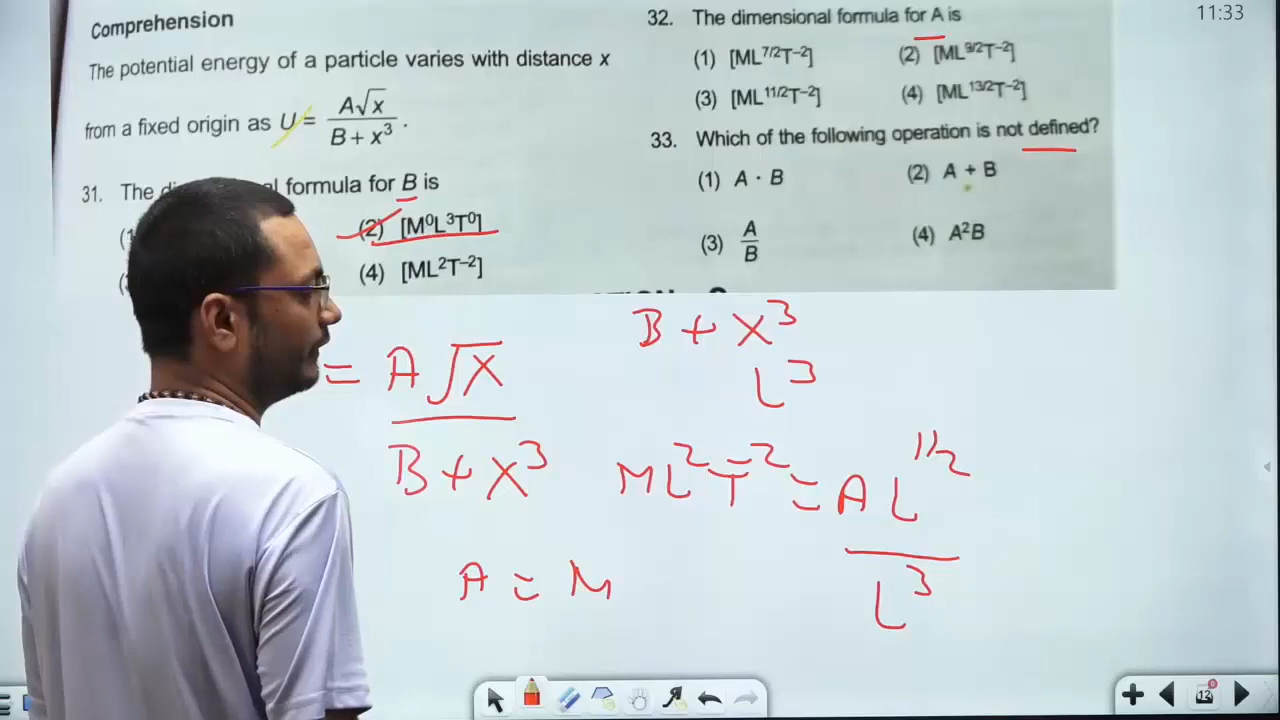 11:33
Comprehension
The potential energy of a particle varies with distance x
from a fixed origin as U = A√x / B + x³ .
31. The formula for B is
(2) [M⁰L³T⁰]
(4) [ML²T⁻²]
32. The dimensional formula for A is
(1) [ML^7/2T⁻²] (2) [ML^9/2T⁻²]
(3) [ML^11/2T⁻²] (4) [ML^13/2T⁻²]
33. Which of the following operation is not defined?
(1) A · B (2) A + B
(3) A/B (4) A²B
= A√x / B + x³
B + x³
L³
ML²T⁻² = A L^1/2 / L³
A = M
12